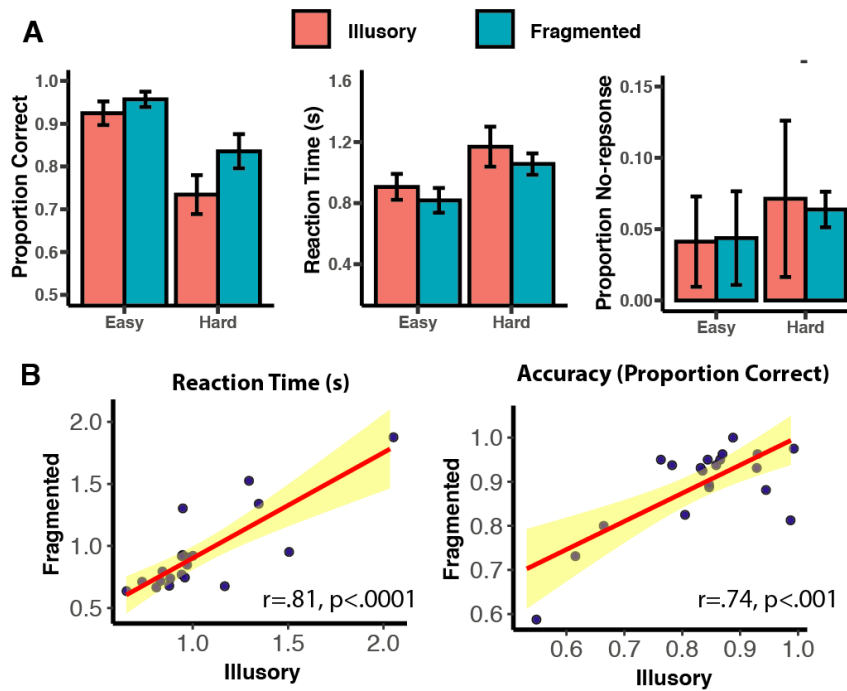 A
Illusory
Fragmented
Proportion Correct
1.0
0.9
0.8
0.7
0.6
0.5
Easy
Hard
Reaction Time (s)
1.6
1.2
0.8
0.4
Easy
Hard
Proportion No-repsonse
0.15
0.10
0.05
0.00
Easy
Hard
B
Reaction Time (s)
Fragmented
2.0
1.5
1.0
0.5
r=.81, p<.0001
1.0
1.5
2.0
Illusory
Accuracy (Proportion Correct)
Fragmented
1.0
0.9
0.8
0.7
0.6
r=.74, p<.001
0.6
0.7
0.8
0.9
1.0
Illusory